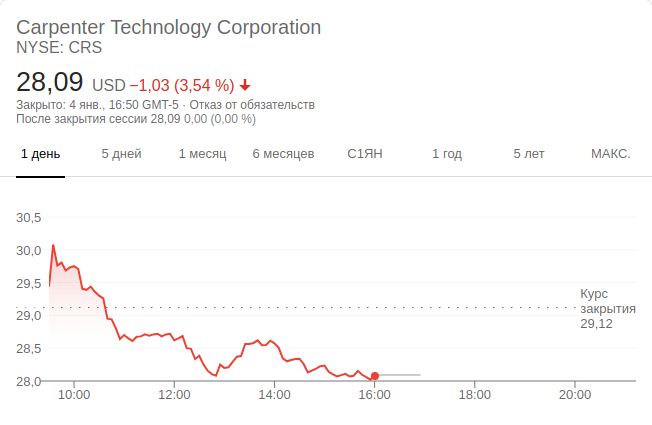 Carpenter Technology Corporation
NYSE: CRS
28,09 USD −1,03 (3,54 %)
Закрыто: 4 янв., 16:50 GMT-5 · Отказ от обязательств
После закрытия сессии 28,09 0,00 (0,00 %)
1 день 5 дней 1 месяц 6 месяцев С1ЯН 1 год 5 лет МАКС.
30,5
30,0
29,5
29,0
28,5
28,0
Курс
закрытия
29,12
10:00 12:00 14:00 16:00 18:00 20:00